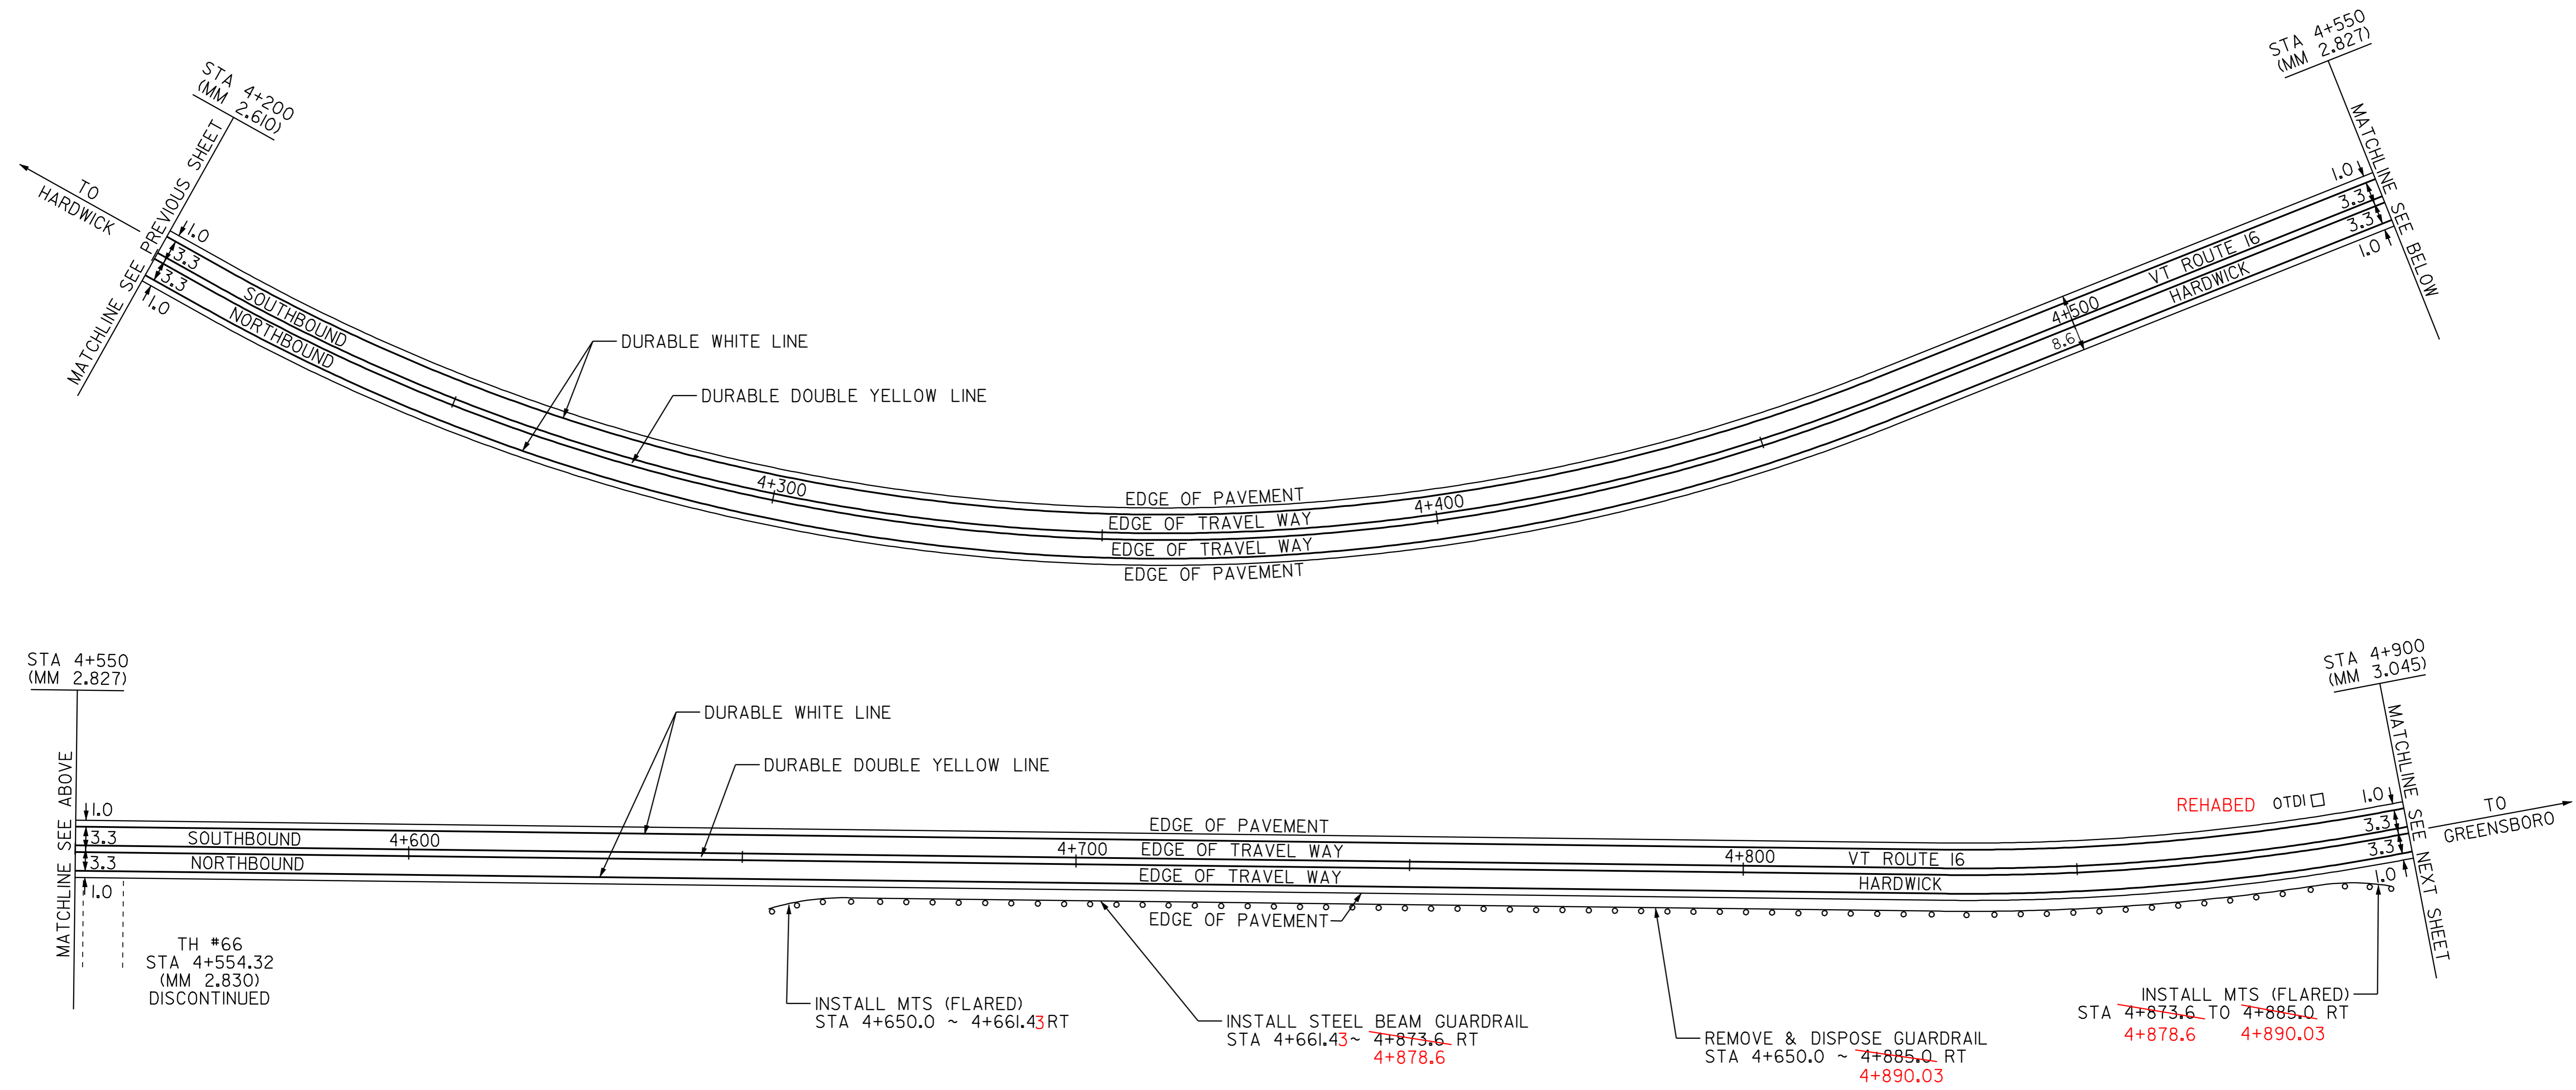 STA 4+200
(MM 2.610)
MATCHLINE SEE PREVIOUS SHEET
TO
HARDWICK
1.0
3.3
3.3
1.0
SOUTHBOUND
NORTHBOUND
DURABLE WHITE LINE
DURABLE DOUBLE YELLOW LINE
4+300
EDGE OF PAVEMENT
EDGE OF TRAVEL WAY
EDGE OF TRAVEL WAY
EDGE OF PAVEMENT
4+400
4+500
8.6
VT ROUTE 16
HARDWICK
STA 4+550
(MM 2.827)
MATCHLINE SEE BELOW
1.0
3.3
3.3
1.0
STA 4+550
(MM 2.827)
MATCHLINE SEE ABOVE
1.0
3.3
3.3
1.0
SOUTHBOUND
NORTHBOUND
4+600
TH #66
STA 4+554.32
(MM 2.830)
DISCONTINUED
DURABLE WHITE LINE
DURABLE DOUBLE YELLOW LINE
4+700
EDGE OF PAVEMENT
EDGE OF TRAVEL WAY
EDGE OF TRAVEL WAY
EDGE OF PAVEMENT
4+800
VT ROUTE 16
HARDWICK
INSTALL MTS (FLARED)
STA 4+650.0 ~ 4+661.43 RT
INSTALL STEEL BEAM GUARDRAIL
STA 4+661.43 ~ 4+873.6 RT
4+878.6
REMOVE & DISPOSE GUARDRAIL
STA 4+650.0 ~ 4+885.0 RT
4+890.03
INSTALL MTS (FLARED)
STA 4+873.6 TO 4+885.0 RT
4+878.6 4+890.03
REHABED OTDI
STA 4+900
(MM 3.045)
MATCHLINE SEE NEXT SHEET
1.0
3.3
3.3
1.0
TO
GREENSBORO